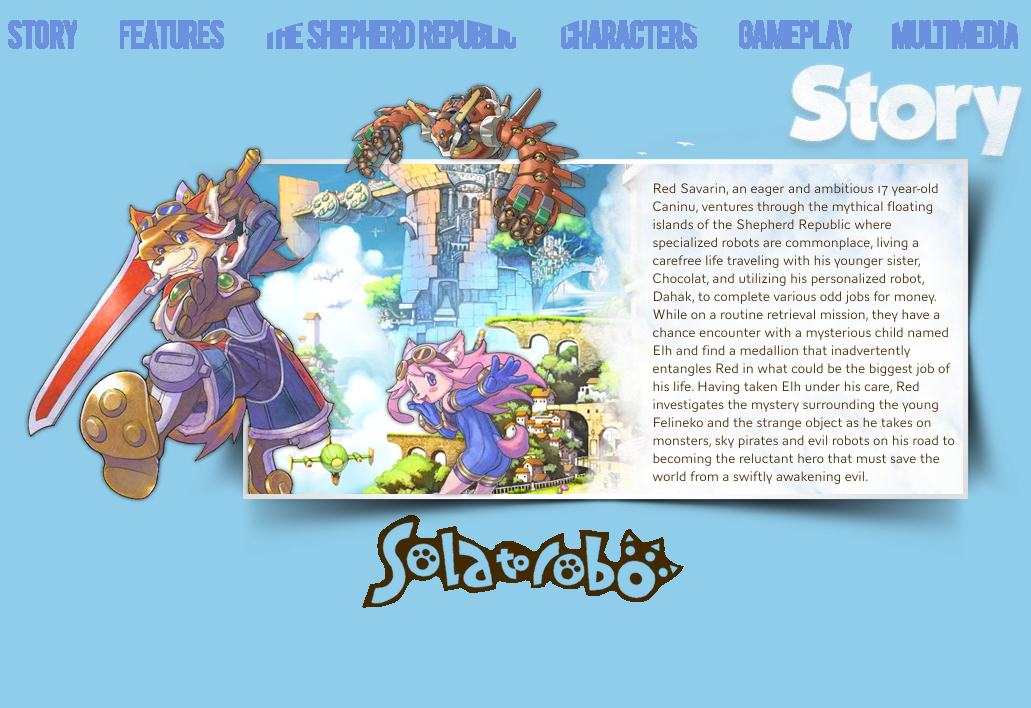 STORY FEATURES THE SHEPHERD REPUBLIC CHARACTERS GAMEPLAY MULTIMEDIA
Story
Red Savarin, an eager and ambitious 17 year-old
Caninu, ventures through the mythical floating
islands of the Shepherd Republic where
specialized robots are commonplace, living a
carefree life traveling with his younger sister,
Chocolat, and utilizing his personalized robot,
Dahak, to complete various odd jobs for money.
While on a routine retrieval mission, they have a
chance encounter with a mysterious child named
Elh and find a medallion that inadvertently
entangles Red in what could be the biggest job of
his life. Having taken Elh under his care, Red
investigates the mystery surrounding the young
Felineko and the strange object as he takes on
monsters, sky pirates and evil robots on his road to
becoming the reluctant hero that must save the
world from a swiftly awakening evil.
Solatorobo